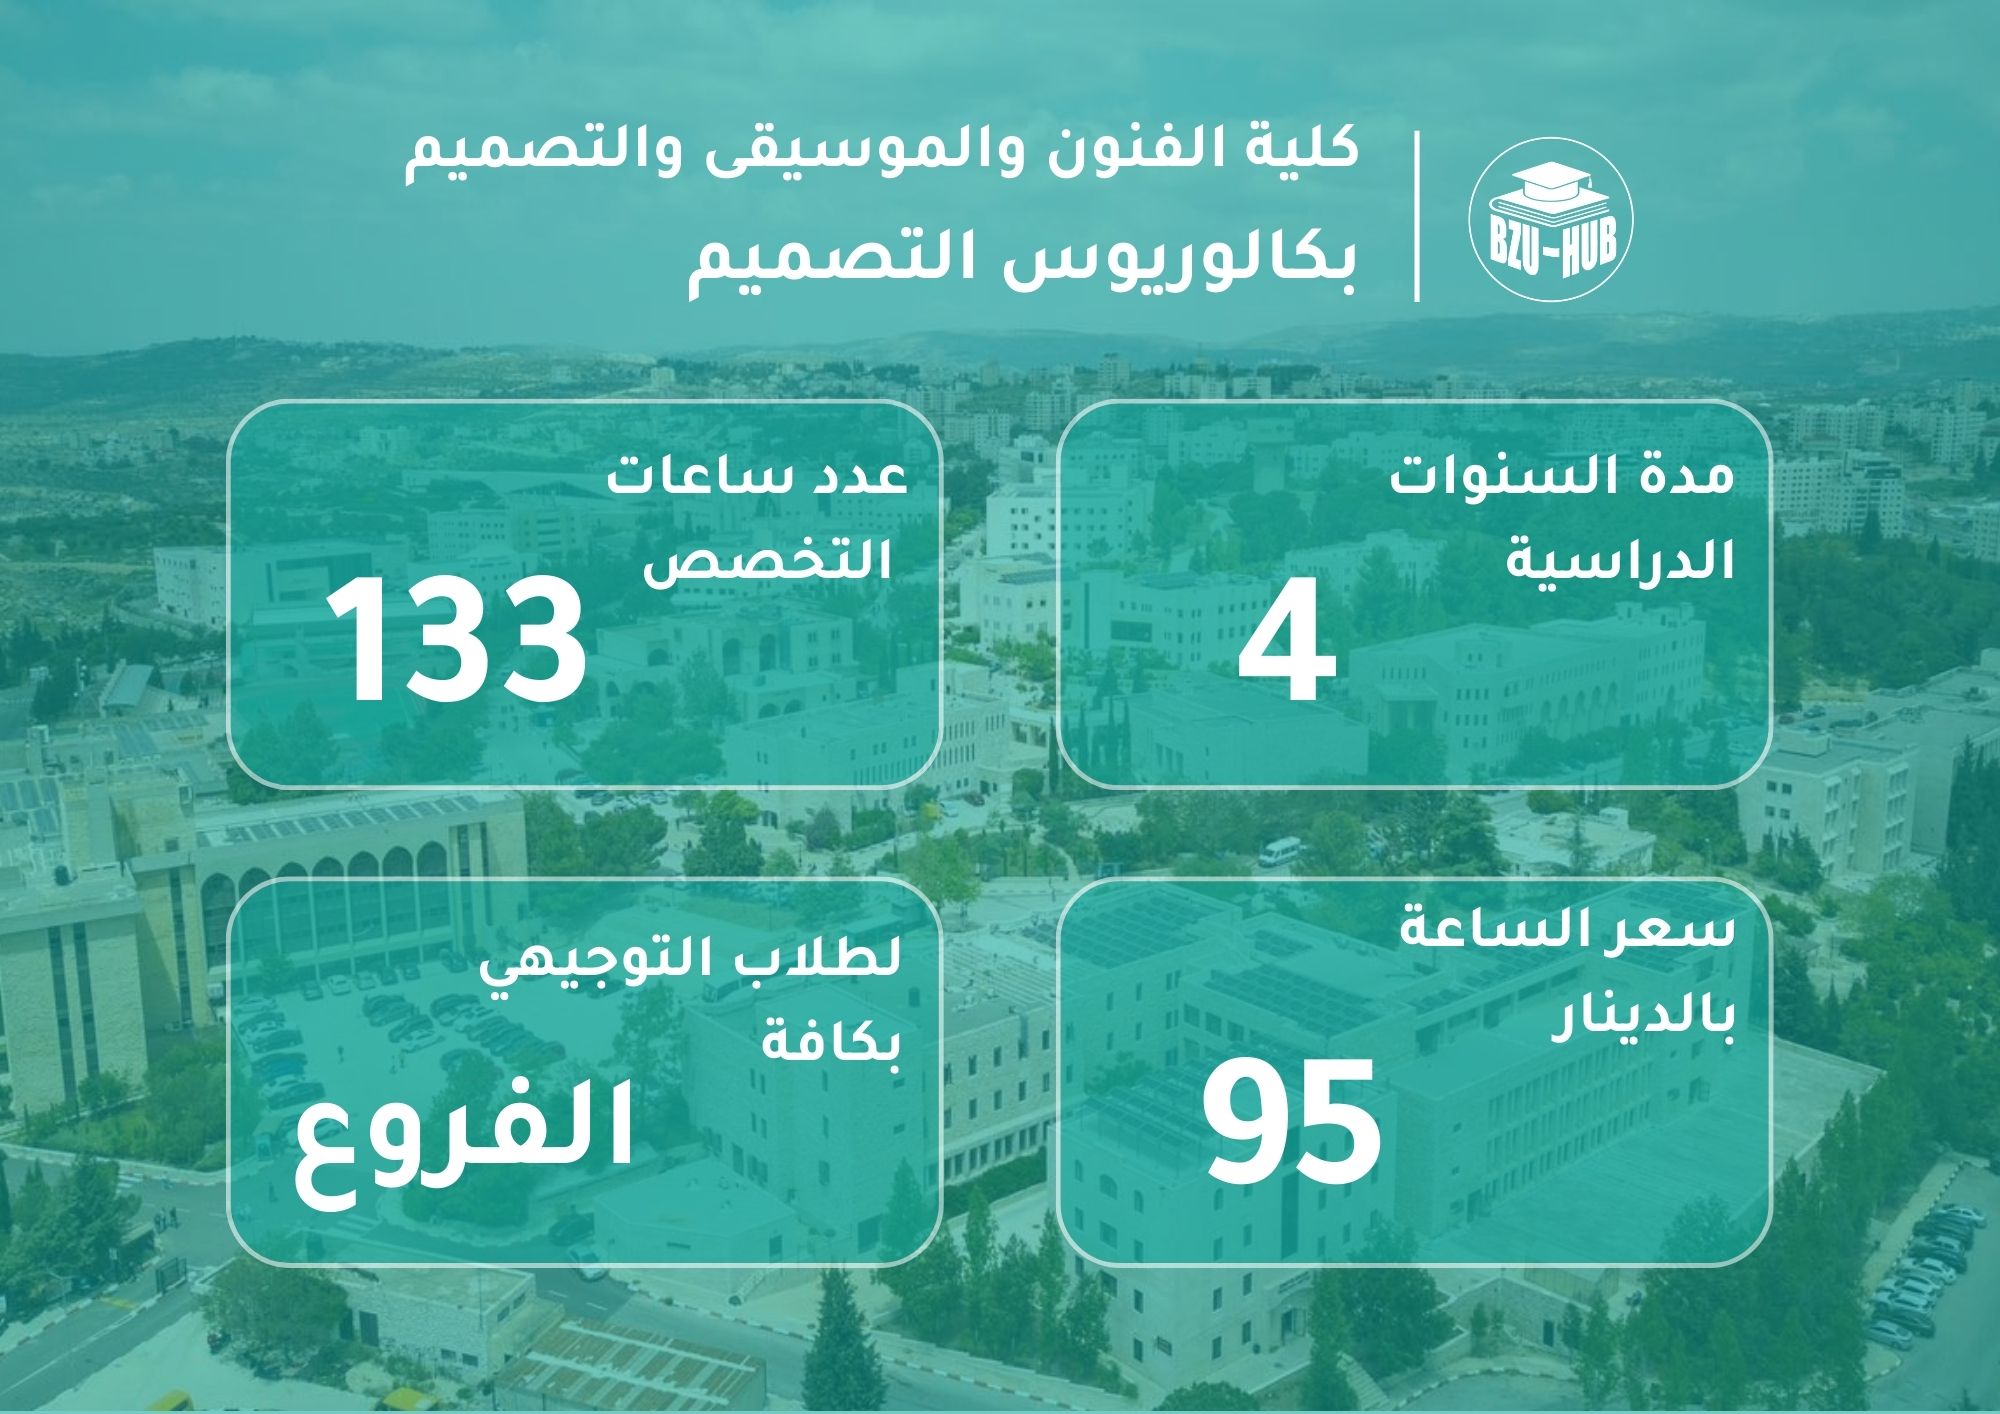 كلية الفنون والموسيقى والتصميم
بكالوريوس التصميم
BZU-HUB
مدة السنوات
الدراسية
4
عدد ساعات
التخصص
133
سعر الساعة
بالدينار
95
لطلاب التوجيهي
بكافة
الفروع